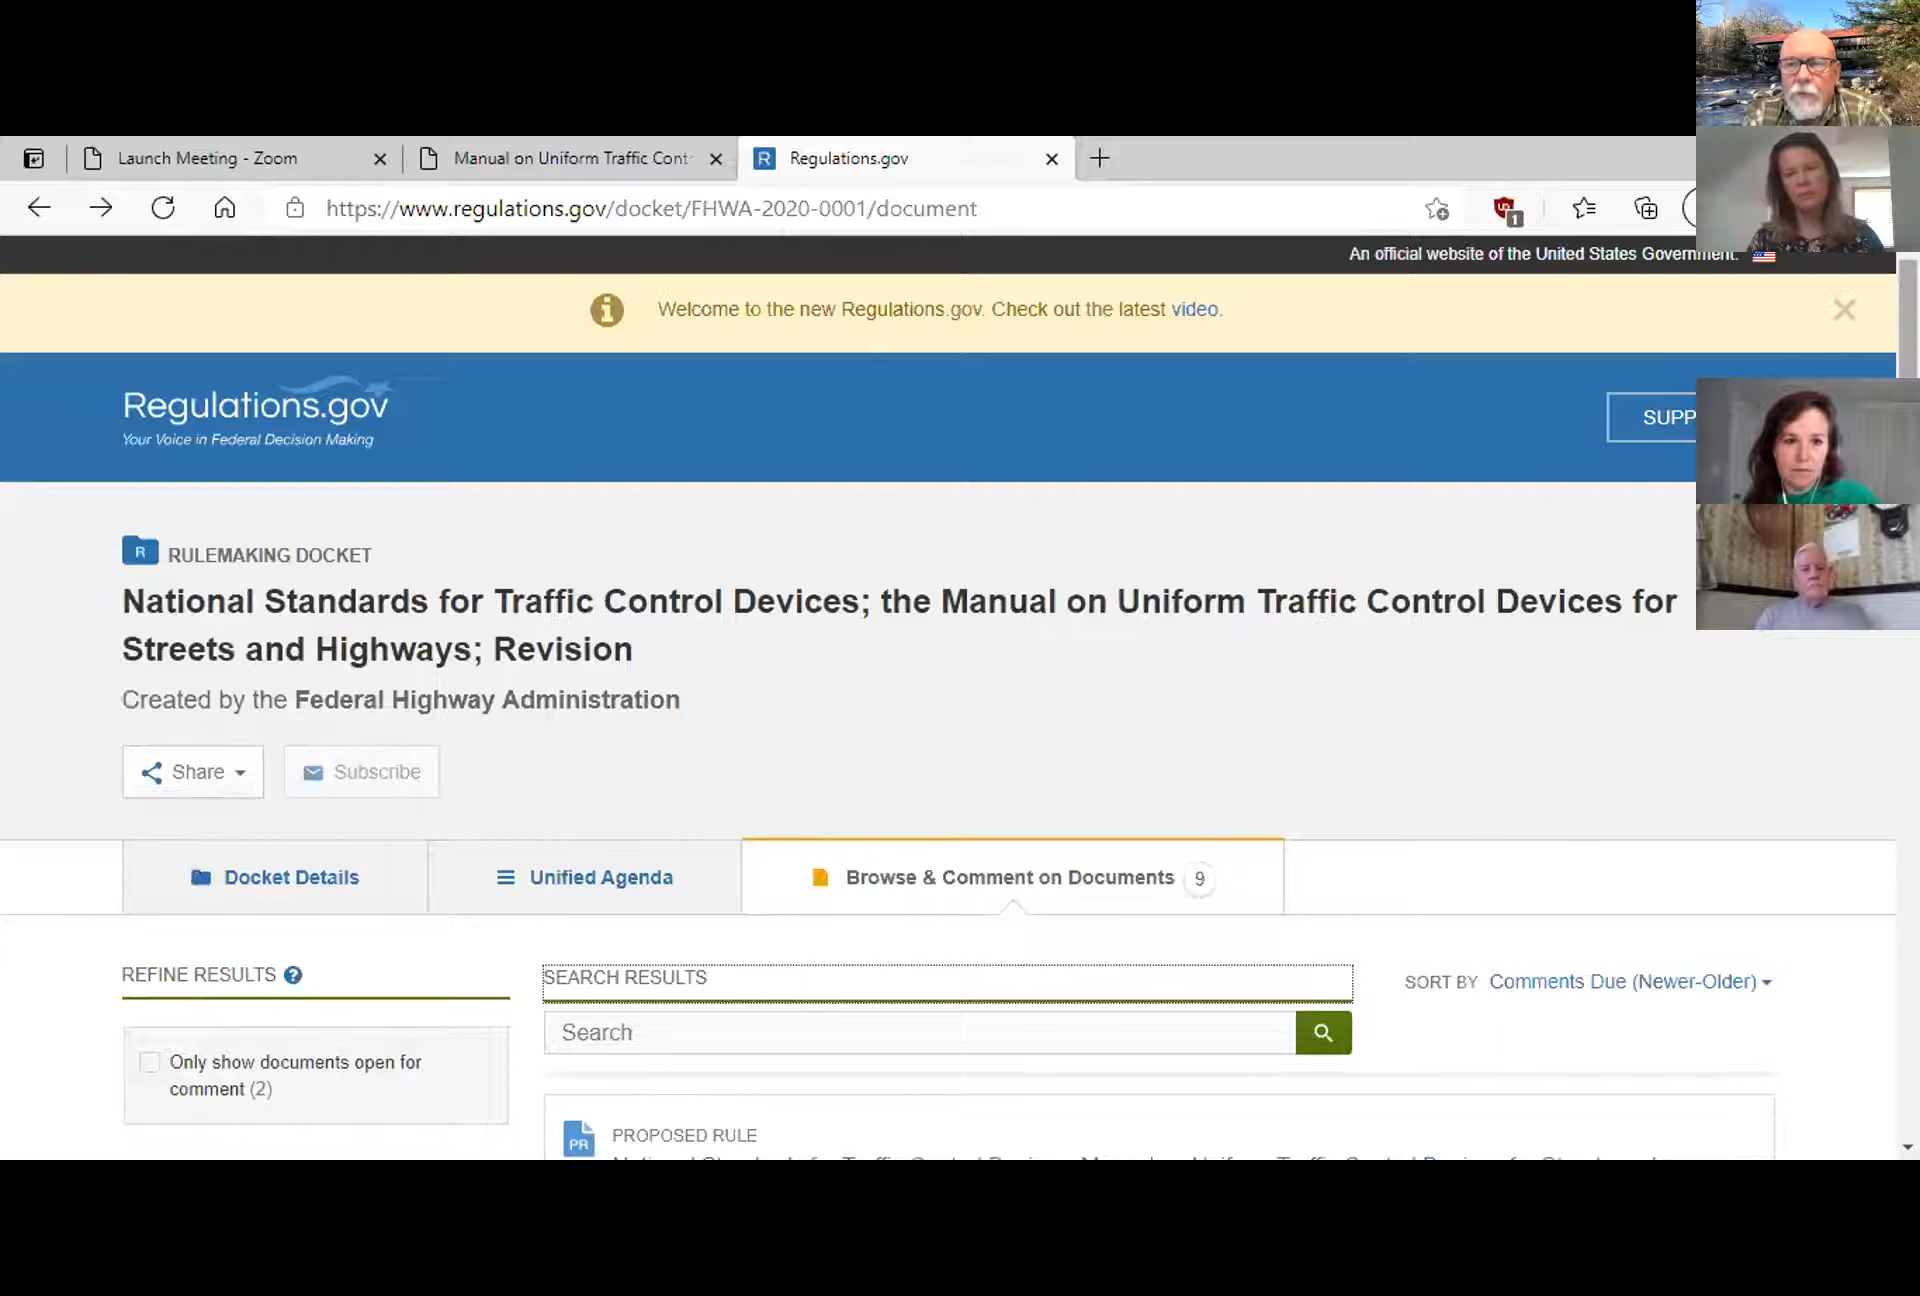 Launch Meeting - Zoom
Manual on Uniform Traffic Cont
Regulations.gov
https://www.regulations.gov/docket/FHWA-2020-0001/document
1
An official website of the United States Government.
Welcome to the new Regulations.gov. Check out the latest video.
Regulations.gov
Your Voice in Federal Decision Making
SUPP
R RULEMAKING DOCKET
National Standards for Traffic Control Devices; the Manual on Uniform Traffic Control Devices for
Streets and Highways; Revision
Created by the Federal Highway Administration
Share
Subscribe
Docket Details
Unified Agenda
Browse & Comment on Documents 9
REFINE RESULTS ?
SEARCH RESULTS
SORT BY Comments Due (Newer-Older)
Search
Only show documents open for
comment (2)
PR PROPOSED RULE